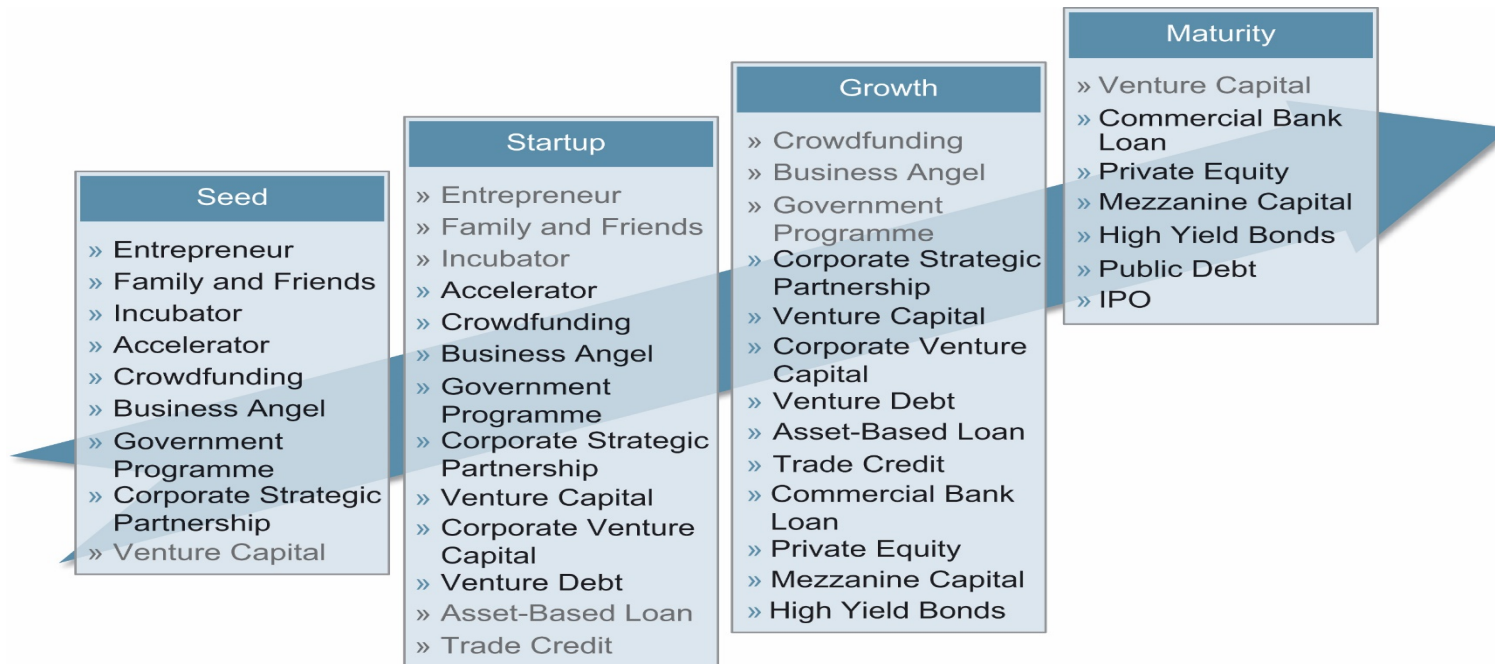 Seed
» Entrepreneur
» Family and Friends
» Incubator
» Accelerator
» Crowdfunding
» Business Angel
» Government
Programme
» Corporate Strategic
Partnership
» Venture Capital
Startup
» Entrepreneur
» Family and Friends
» Incubator
» Accelerator
» Crowdfunding
» Business Angel
» Government
Programme
» Corporate Strategic
Partnership
» Venture Capital
» Corporate Venture
Capital
» Venture Debt
» Asset-Based Loan
» Trade Credit
Growth
» Crowdfunding
» Business Angel
» Government
Programme
» Corporate Strategic
Partnership
» Venture Capital
» Corporate Venture
Capital
» Venture Debt
» Asset-Based Loan
» Trade Credit
» Commercial Bank
Loan
» Private Equity
» Mezzanine Capital
» High Yield Bonds
Maturity
» Venture Capital
» Commercial Bank
Loan
» Private Equity
» Mezzanine Capital
» High Yield Bonds
» Public Debt
» IPO